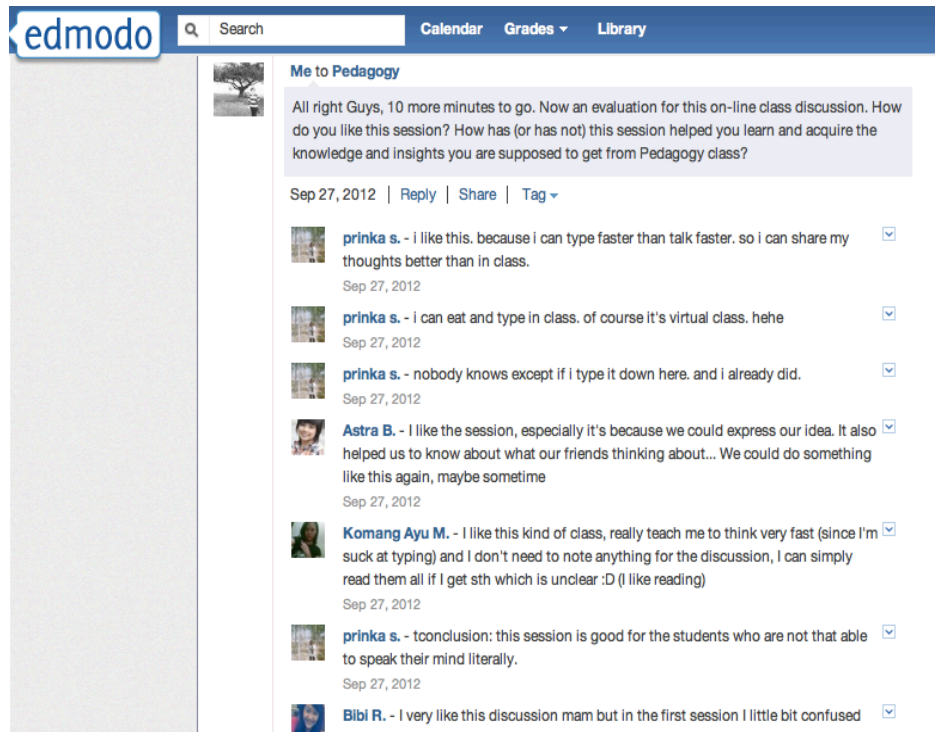 edmodo
Search
Calendar Grades Library
Me to Pedagogy
All right Guys, 10 more minutes to go. Now an evaluation for this on-line class discussion. How
do you like this session? How has (or has not) this session helped you learn and acquire the
knowledge and insights you are supposed to get from Pedagogy class?
Sep 27, 2012 | Reply | Share | Tag
prinka s. - i like this. because i can type faster than talk faster. so i can share my
thoughts better than in class.
Sep 27, 2012
prinka s. - i can eat and type in class. of course it's virtual class. hehe
Sep 27, 2012
prinka s. - nobody knows except if i type it down here. and i already did.
Sep 27, 2012
Astra B. - I like the session, especially it's because we could express our idea. It also
helped us to know about what our friends thinking about... We could do something
like this again, maybe sometime
Sep 27, 2012
Komang Ayu M. - I like this kind of class, really teach me to think very fast (since I'm
suck at typing) and I don't need to note anything for the discussion, I can simply
read them all if I get sth which is unclear :D (I like reading)
Sep 27, 2012
prinka s. - tconclusion: this session is good for the students who are not that able
to speak their mind literally.
Sep 27, 2012
Bibi R. - I very like this discussion mam but in the first session I little bit confused